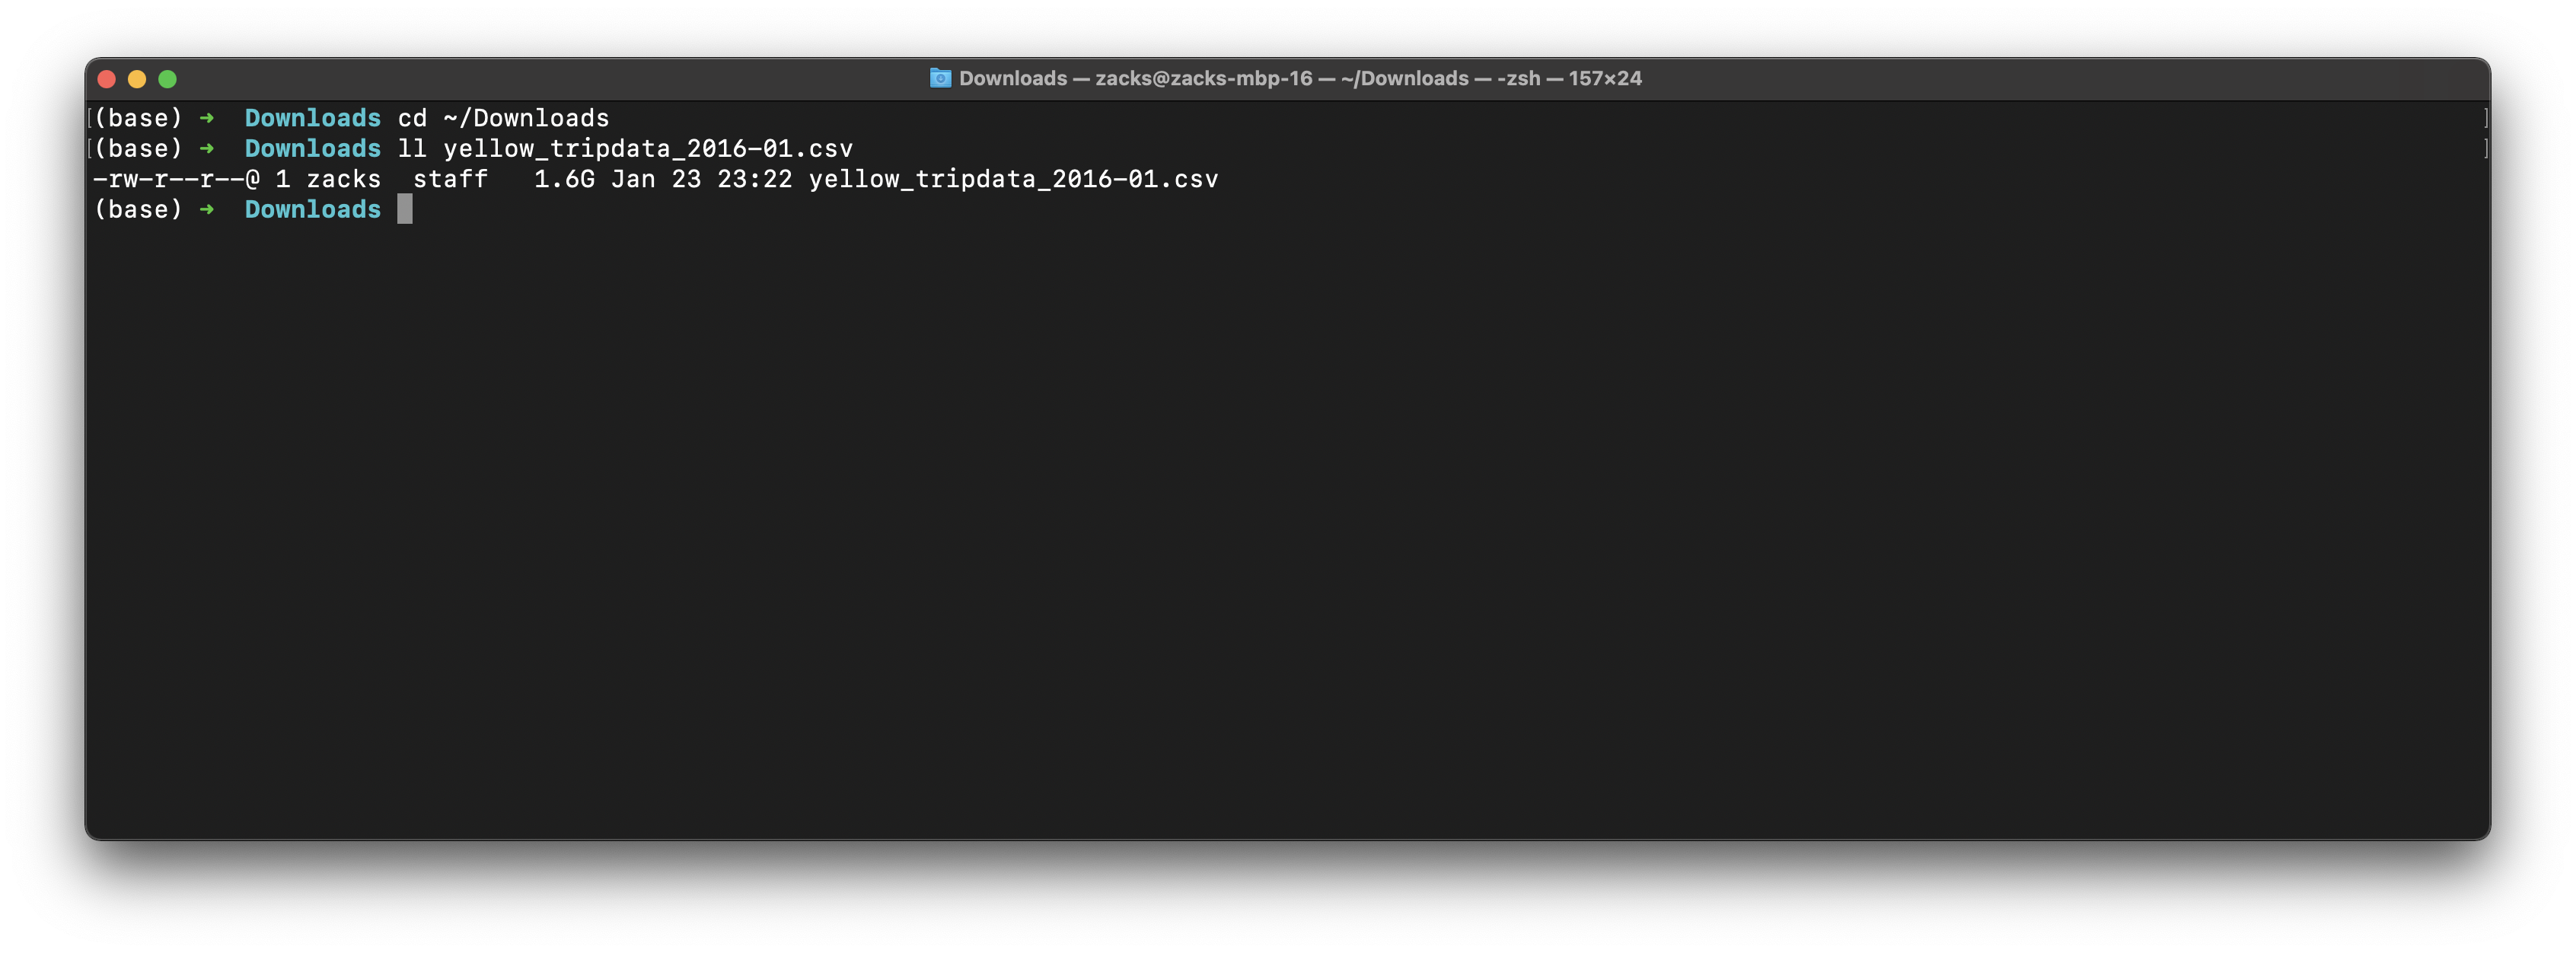 Downloads — zacks@zacks-mbp-16 — ~/Downloads — -zsh — 157×24
[(base) ➜  Downloads cd ~/Downloads ]
[(base) ➜  Downloads ll yellow_tripdata_2016-01.csv ]
-rw-r--r--@ 1 zacks  staff   1.6G Jan 23 23:22 yellow_tripdata_2016-01.csv
(base) ➜  Downloads